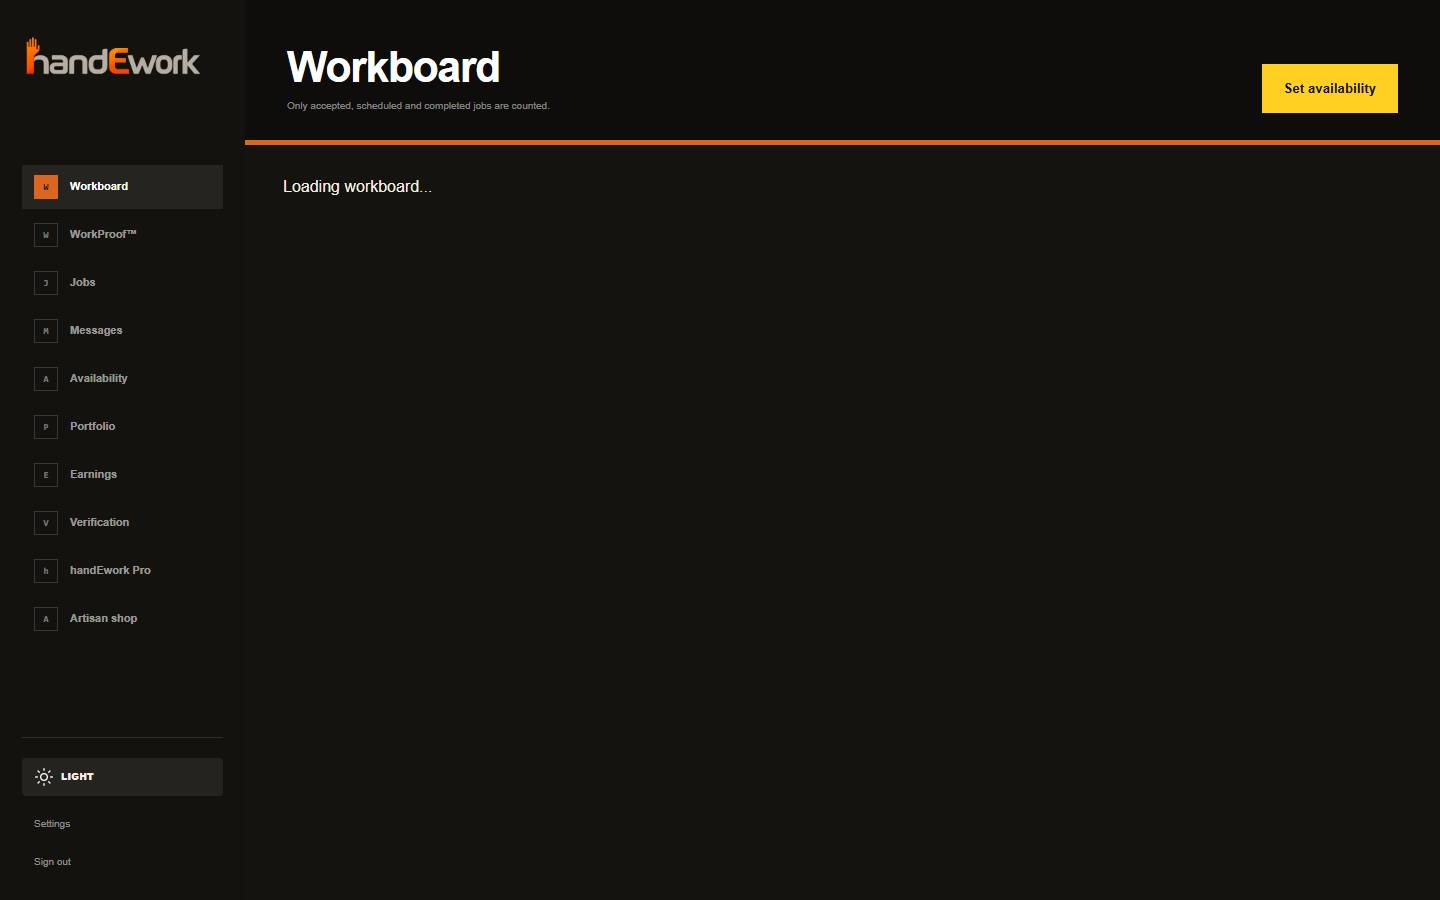 handEwork
Workboard
Only accepted, scheduled and completed jobs are counted.
Set availability
W Workboard
W WorkProof™
J Jobs
M Messages
A Availability
P Portfolio
E Earnings
V Verification
h handEwork Pro
A Artisan shop
Loading workboard...
LIGHT
Settings
Sign out